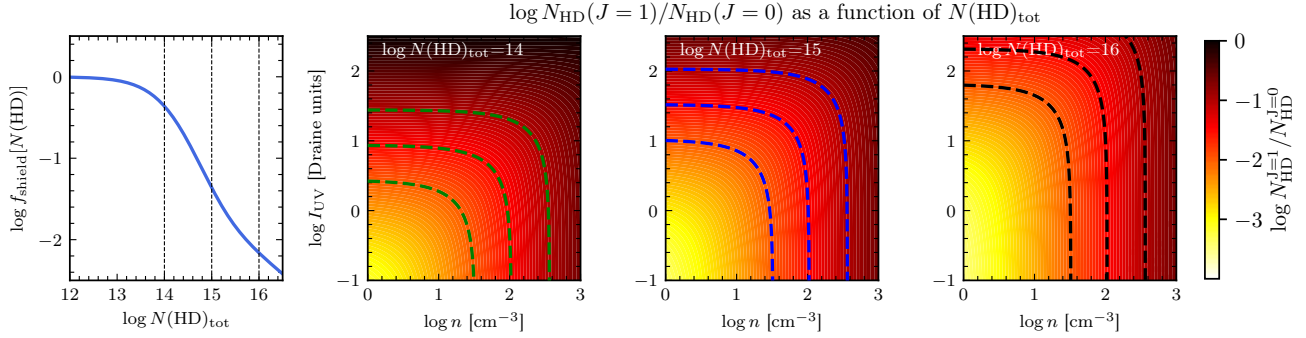 log N_HD(J = 1)/N_HD(J = 0) as a function of N(HD)_tot
log f_shield[N(HD)]
0
−1
−2
12 13 14 15 16
log N(HD)_tot
log N(HD)_tot=14
log I_UV [Draine units]
2
1
0
−1
0 1 2 3
log n [cm^−3]
log N(HD)_tot=15
2
1
0
−1
0 1 2 3
log n [cm^−3]
log N(HD)_tot=16
2
1
0
−1
0 1 2 3
log n [cm^−3]
0
−1
−2
−3
log N_HD^J=1/N_HD^J=0